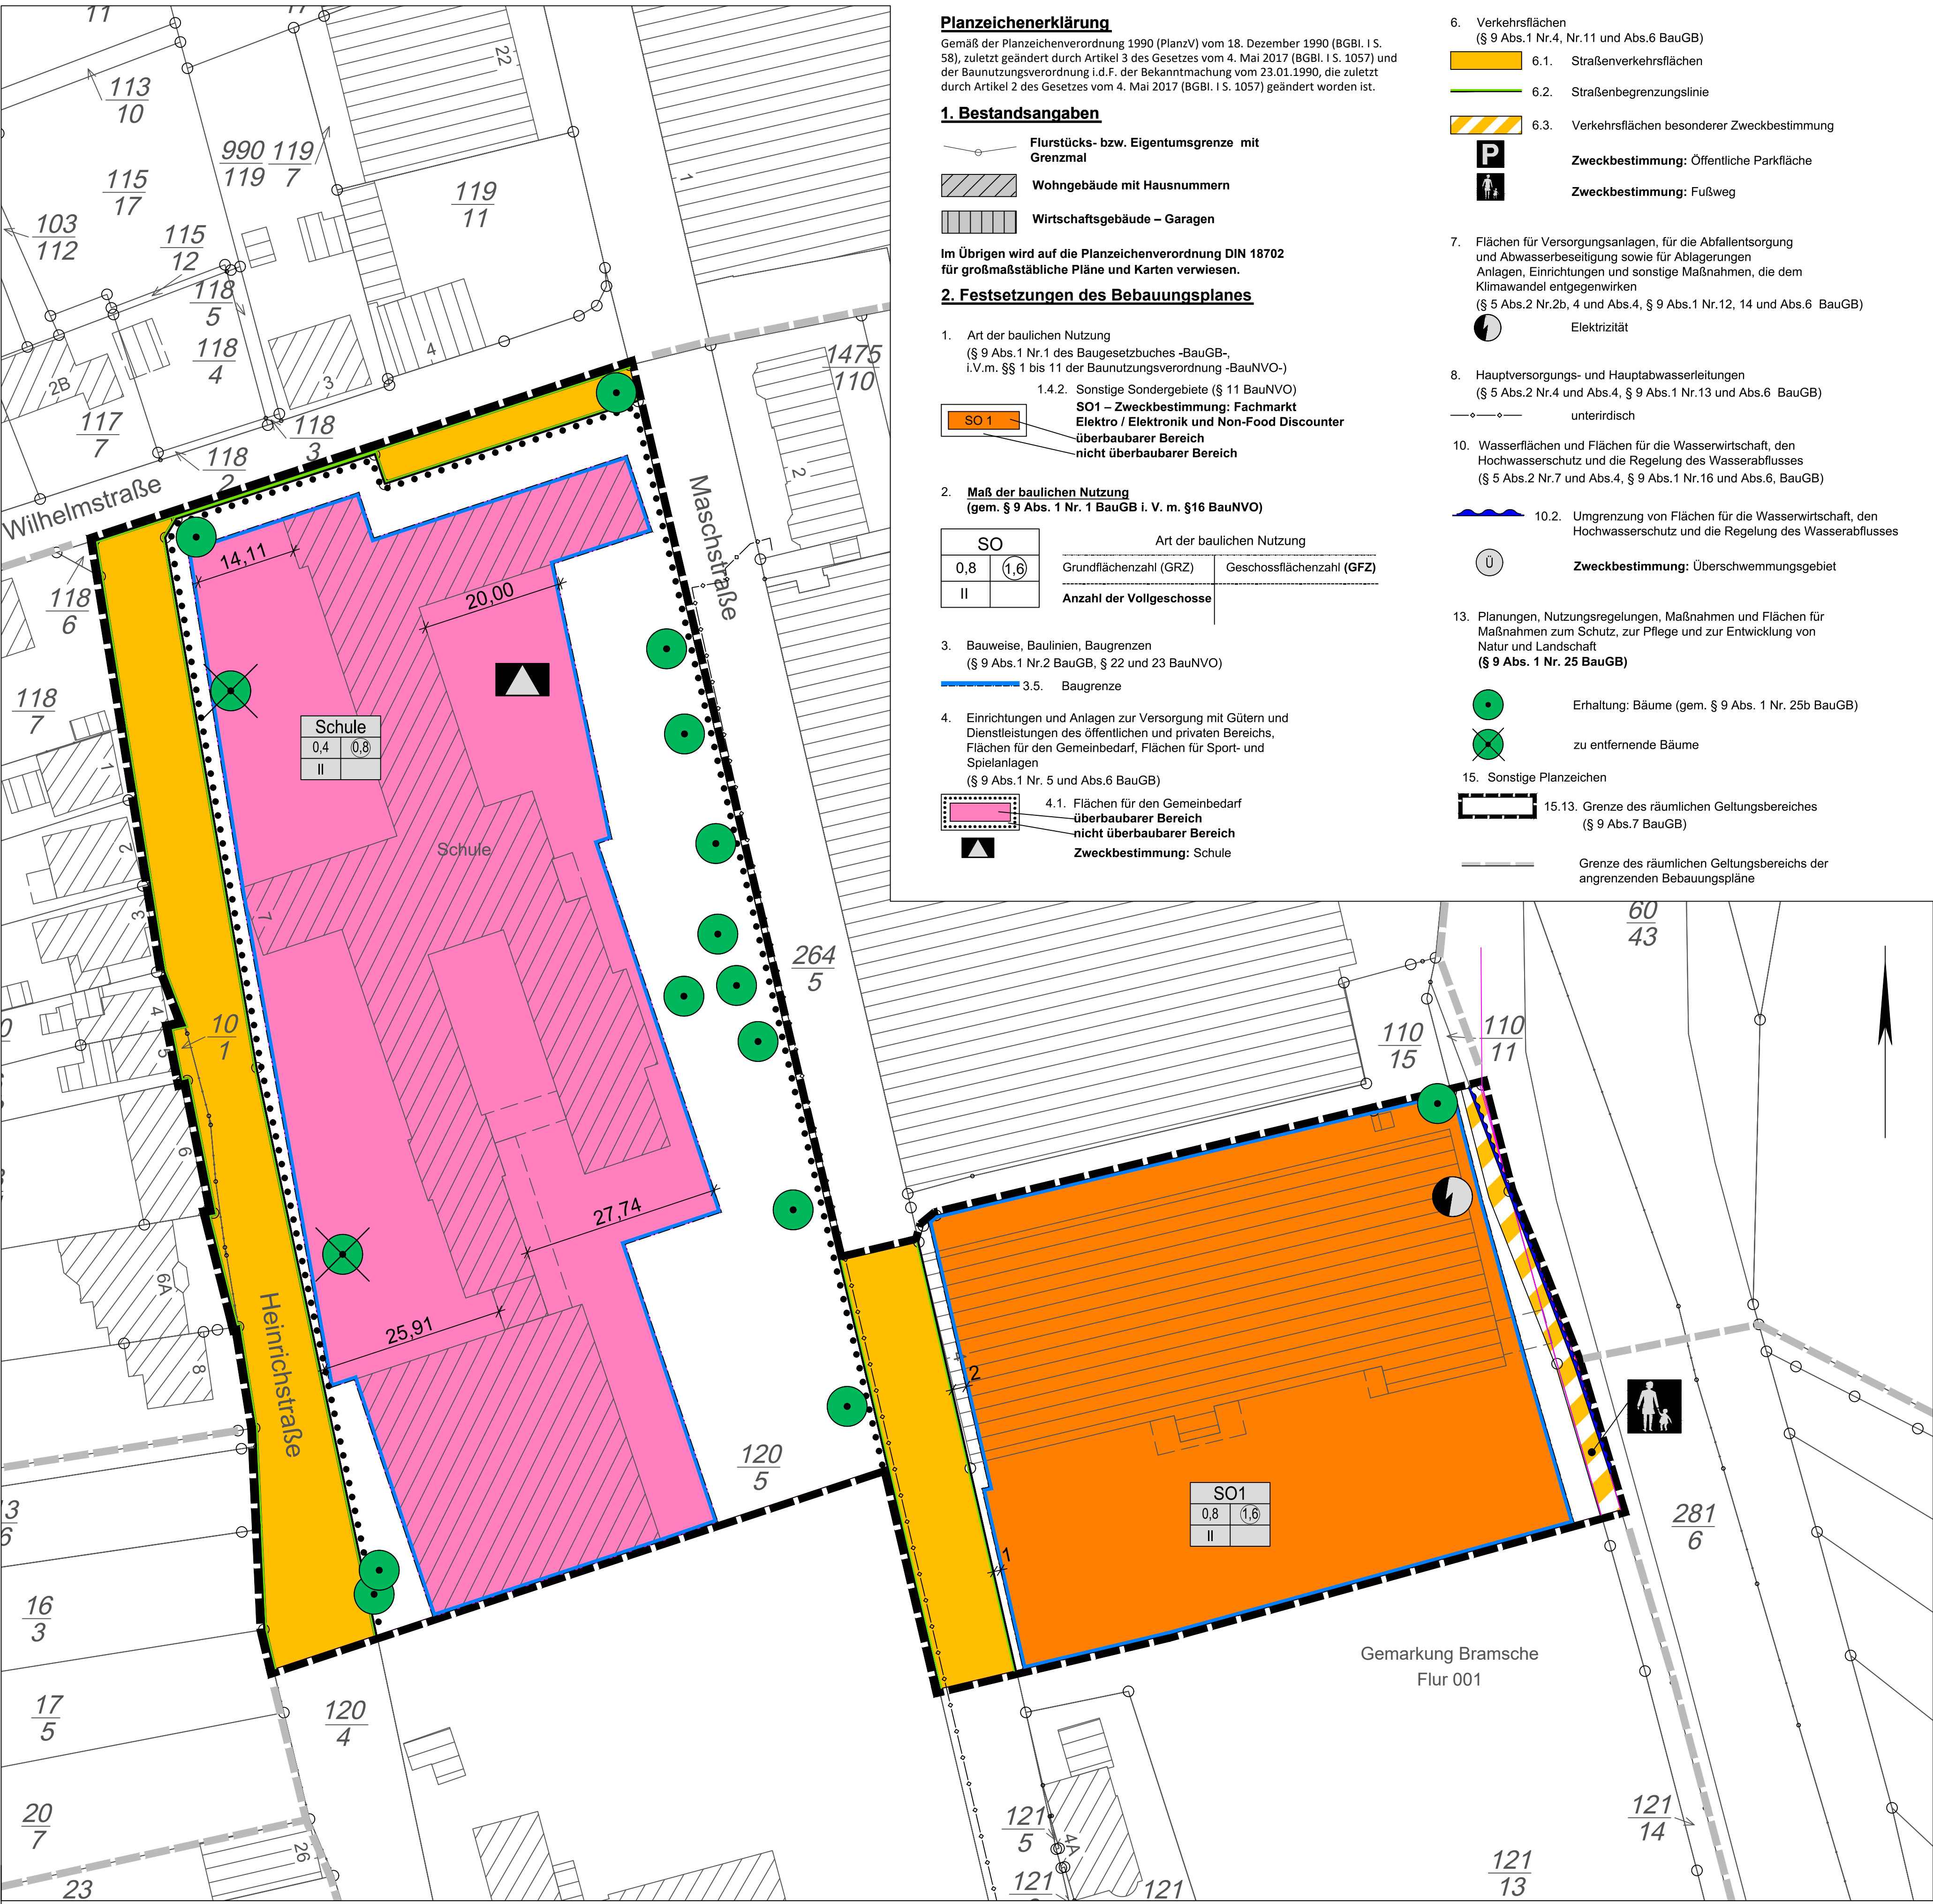 Planzeichenerklärung
Gemäß der Planzeichenverordnung 1990 (PlanzV) vom 18. Dezember 1990 (BGBl. I S.
58), zuletzt geändert durch Artikel 3 des Gesetzes vom 4. Mai 2017 (BGBl. I S. 1057) und
der Baunutzungsverordnung i.d.F. der Bekanntmachung vom 23.01.1990, die zuletzt
durch Artikel 2 des Gesetzes vom 4. Mai 2017 (BGBl. I S. 1057) geändert worden ist.
1. Bestandsangaben
Flurstücks- bzw. Eigentumsgrenze mit
Grenzmal
Wohngebäude mit Hausnummern
Wirtschaftsgebäude – Garagen
Im Übrigen wird auf die Planzeichenverordnung DIN 18702
für großmaßstäbliche Pläne und Karten verwiesen.
2. Festsetzungen des Bebauungsplanes
1. Art der baulichen Nutzung
(§ 9 Abs.1 Nr.1 des Baugesetzbuches -BauGB-,
i.V.m. §§ 1 bis 11 der Baunutzungsverordnung -BauNVO-)
1.4.2. Sonstige Sondergebiete (§ 11 BauNVO)
SO 1
SO1 – Zweckbestimmung: Fachmarkt
Elektro / Elektronik und Non-Food Discounter
überbaubarer Bereich
nicht überbaubarer Bereich
2. Maß der baulichen Nutzung
(gem. § 9 Abs. 1 Nr. 1 BauGB i. V. m. §16 BauNVO)
SO
0,8 1,6
II
Art der baulichen Nutzung
Grundflächenzahl (GRZ) Geschossflächenzahl (GFZ)
Anzahl der Vollgeschosse
3. Bauweise, Baulinien, Baugrenzen
(§ 9 Abs.1 Nr.2 BauGB, § 22 und 23 BauNVO)
3.5. Baugrenze
4. Einrichtungen und Anlagen zur Versorgung mit Gütern und
Dienstleistungen des öffentlichen und privaten Bereichs,
Flächen für den Gemeinbedarf, Flächen für Sport- und
Spielanlagen
(§ 9 Abs.1 Nr. 5 und Abs.6 BauGB)
4.1. Flächen für den Gemeinbedarf
überbaubarer Bereich
nicht überbaubarer Bereich
Zweckbestimmung: Schule
6. Verkehrsflächen
(§ 9 Abs.1 Nr.4, Nr.11 und Abs.6 BauGB)
6.1. Straßenverkehrsflächen
6.2. Straßenbegrenzungslinie
6.3. Verkehrsflächen besonderer Zweckbestimmung
P
Zweckbestimmung: Öffentliche Parkfläche
Zweckbestimmung: Fußweg
7. Flächen für Versorgungsanlagen, für die Abfallentsorgung
und Abwasserbeseitigung sowie für Ablagerungen
Anlagen, Einrichtungen und sonstige Maßnahmen, die dem
Klimawandel entgegenwirken
(§ 5 Abs.2 Nr.2b, 4 und Abs.4, § 9 Abs.1 Nr.12, 14 und Abs.6 BauGB)
Elektrizität
8. Hauptversorgungs- und Hauptabwasserleitungen
(§ 5 Abs.2 Nr.4 und Abs.4, § 9 Abs.1 Nr.13 und Abs.6 BauGB)
unterirdisch
10. Wasserflächen und Flächen für die Wasserwirtschaft, den
Hochwasserschutz und die Regelung des Wasserabflusses
(§ 5 Abs.2 Nr.7 und Abs.4, § 9 Abs.1 Nr.16 und Abs.6, BauGB)
10.2. Umgrenzung von Flächen für die Wasserwirtschaft, den
Hochwasserschutz und die Regelung des Wasserabflusses
Ü
Zweckbestimmung: Überschwemmungsgebiet
13. Planungen, Nutzungsregelungen, Maßnahmen und Flächen für
Maßnahmen zum Schutz, zur Pflege und zur Entwicklung von
Natur und Landschaft
(§ 9 Abs. 1 Nr. 25 BauGB)
Erhaltung: Bäume (gem. § 9 Abs. 1 Nr. 25b BauGB)
zu entfernende Bäume
15. Sonstige Planzeichen
15.13. Grenze des räumlichen Geltungsbereiches
(§ 9 Abs.7 BauGB)
Grenze des räumlichen Geltungsbereichs der
angrenzenden Bebauungspläne
11
113
10
22
990
119
119
7
115
17
119
11
1
103
112
115
12
118
5
4
118
4
3
2B
1475
110
117
7
118
3
118
2
2
Wilhelmstraße
Maschstraße
14,11
20,00
118
6
118
7
Schule
0,4 0,8
II
Schule
1
2
3
7
4
5
10
1
264
5
60
43
110
15
110
11
6
27,74
6A
25,91
Heinrichstraße
8
4
2
120
5
SO1
0,8 1,6
II
1
281
6
16
3
Gemarkung Bramsche
Flur 001
17
5
120
4
20
7
26
121
5
4A
121
14
121
13
23
121
121